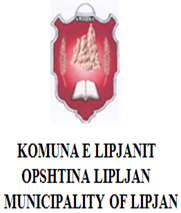 KOMUNA E LIPJANIT
OPSHTINA LIPLJAN
MUNICIPALITY OF LIPJAN